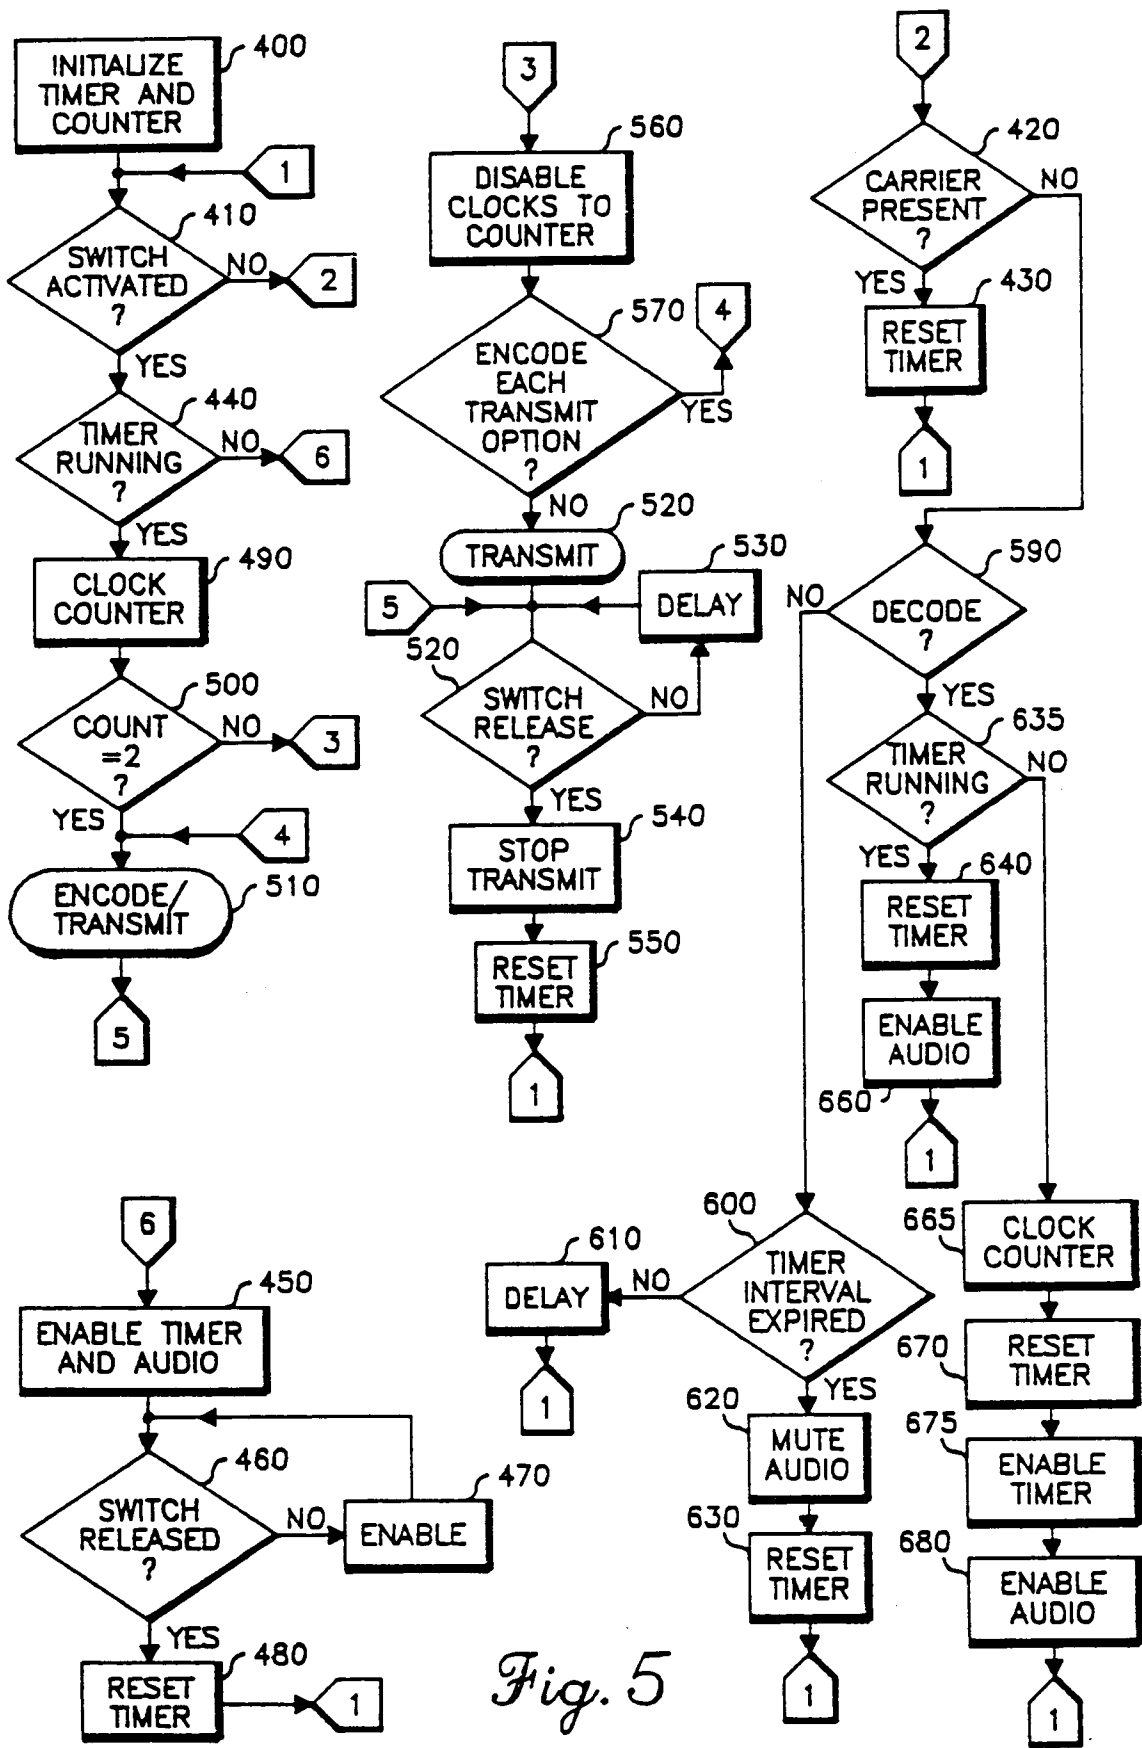 400
INITIALIZE
TIMER AND
COUNTER
1
410
SWITCH
ACTIVATED
?
NO
2
YES
440
TIMER
RUNNING
?
NO
6
YES
490
CLOCK
COUNTER
500
COUNT
=2
?
NO
3
YES
4
510
ENCODE/
TRANSMIT
5
3
560
DISABLE
CLOCKS TO
COUNTER
570
4
ENCODE
EACH
TRANSMIT
OPTION
?
YES
NO
520
TRANSMIT
530
5
DELAY
520
SWITCH
RELEASE
?
NO
YES
540
STOP
TRANSMIT
550
RESET
TIMER
1
2
420
CARRIER
PRESENT
?
NO
YES
430
RESET
TIMER
1
590
NO
DECODE
?
YES
635
TIMER
RUNNING
?
NO
YES
640
RESET
TIMER
ENABLE
AUDIO
660
1
6
450
ENABLE TIMER
AND AUDIO
460
SWITCH
RELEASED
?
NO
470
ENABLE
YES
480
RESET
TIMER
1
600
TIMER
INTERVAL
EXPIRED
?
NO
610
DELAY
1
YES
620
MUTE
AUDIO
630
RESET
TIMER
1
665
CLOCK
COUNTER
670
RESET
TIMER
675
ENABLE
TIMER
680
ENABLE
AUDIO
1
Fig. 5